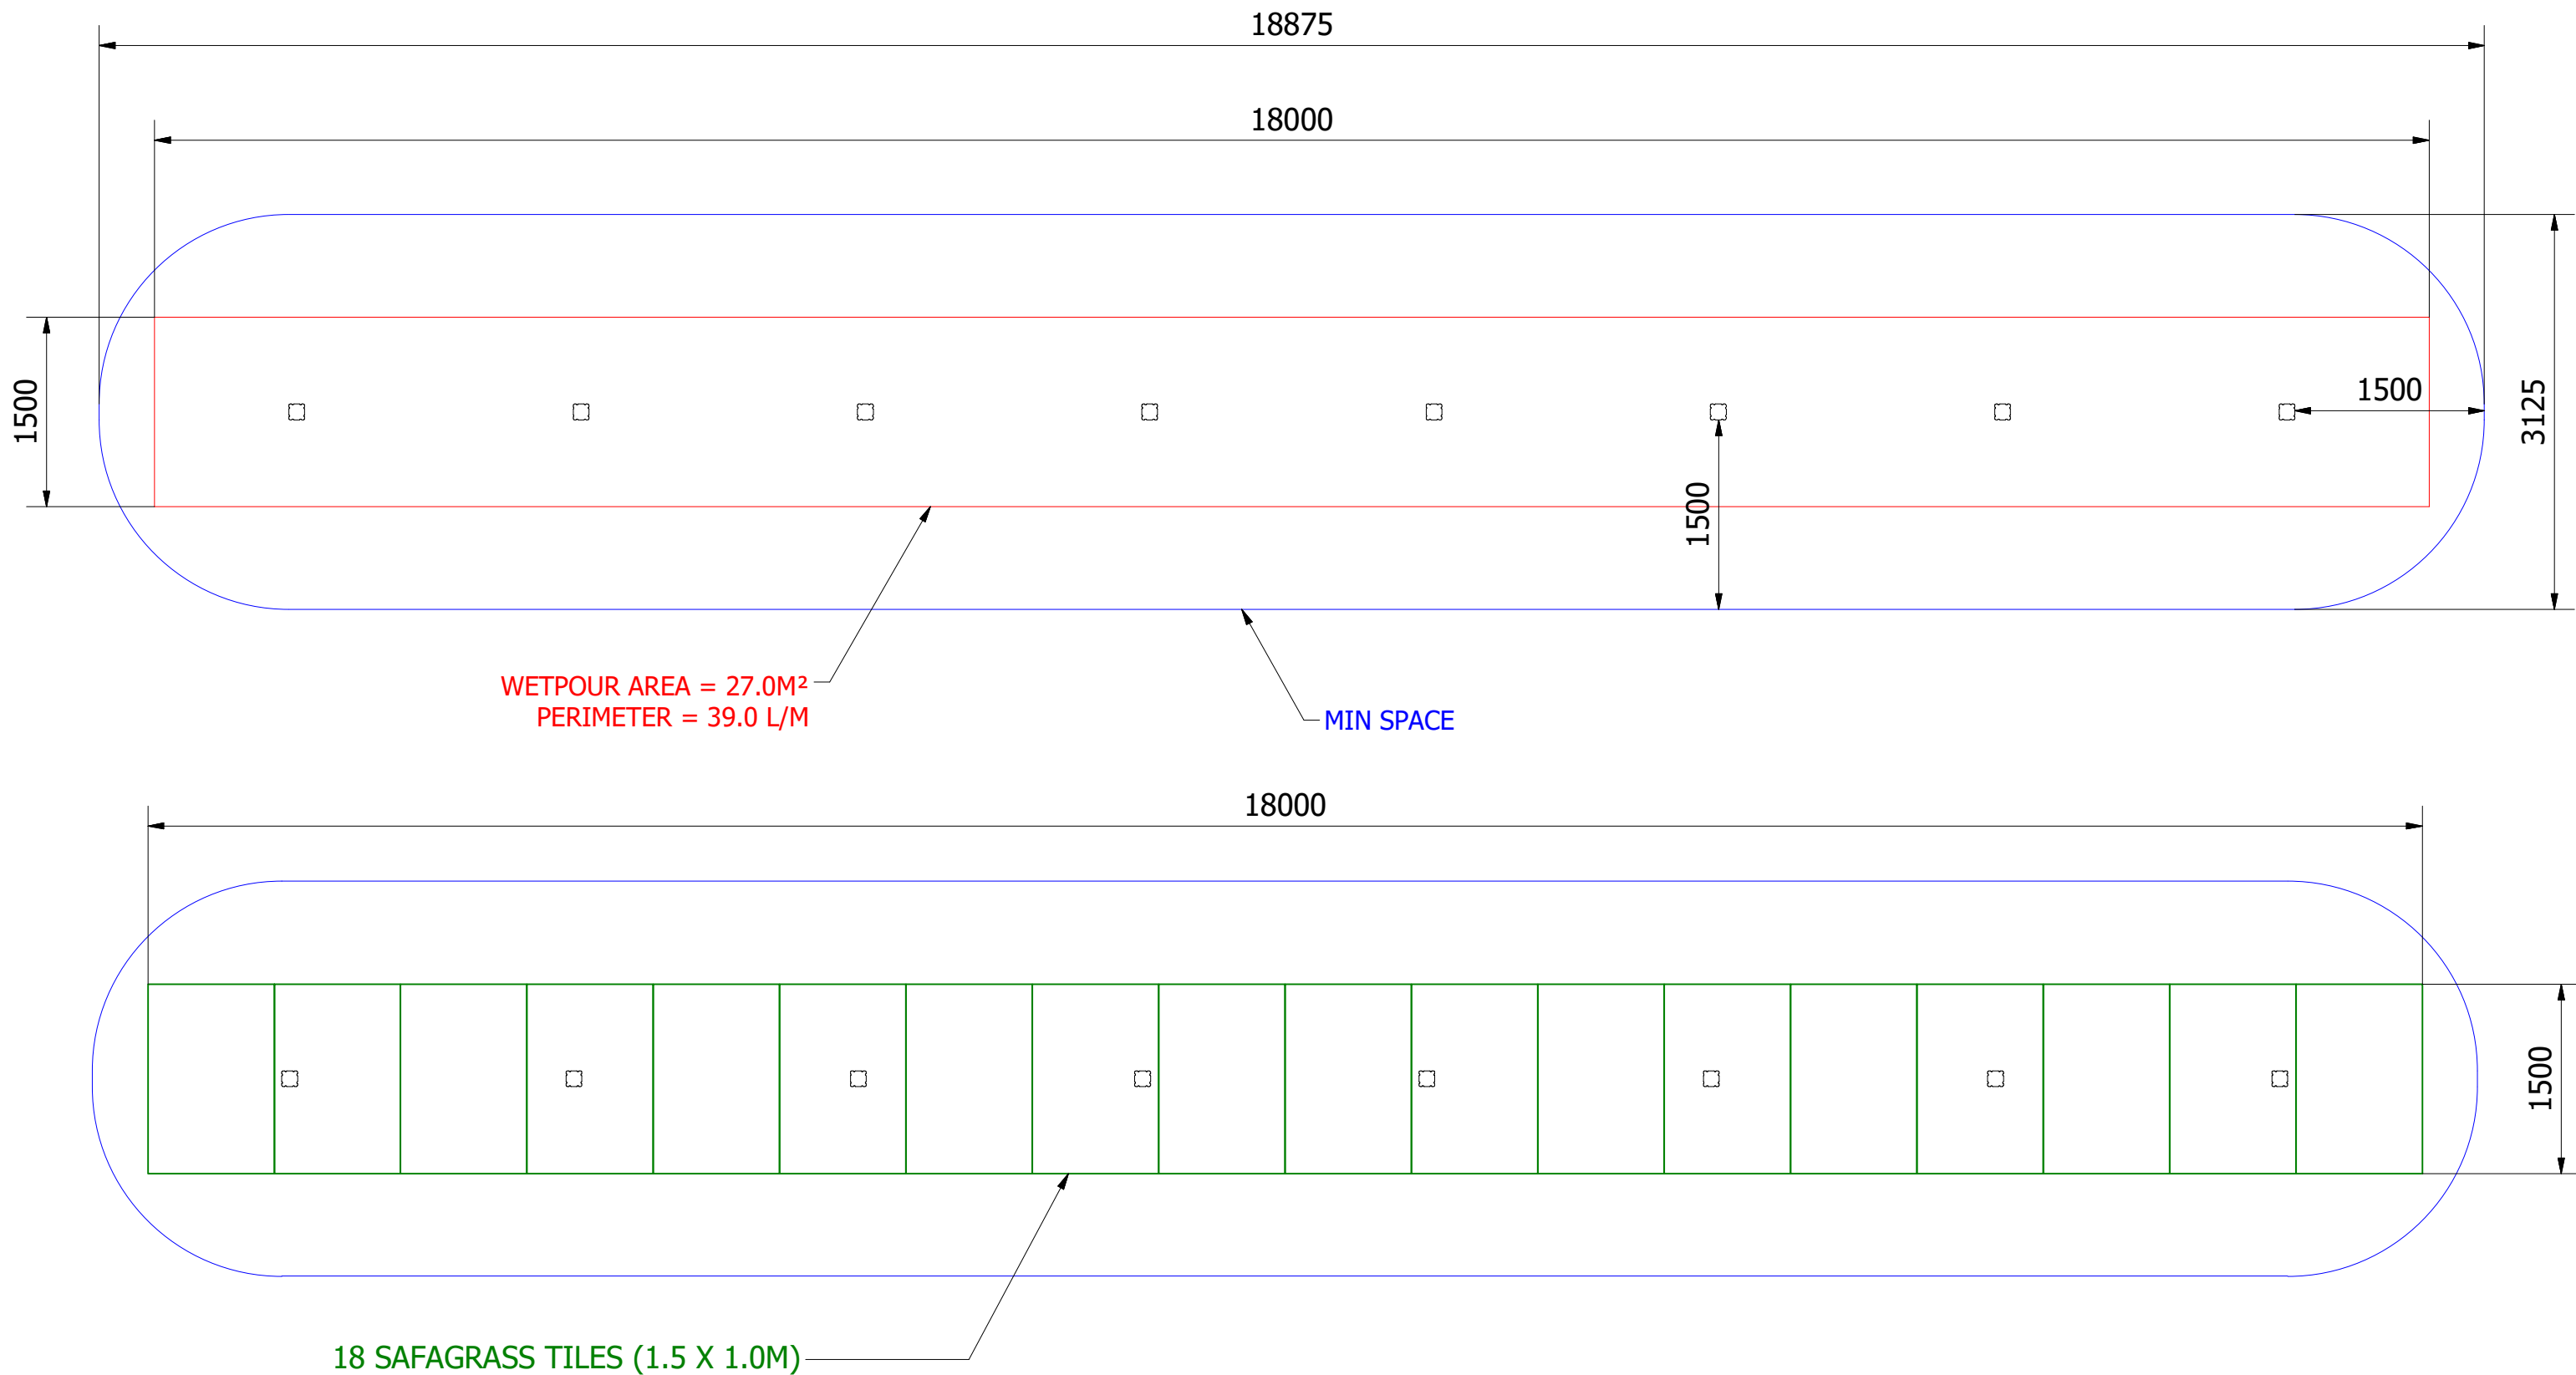 18875
18000
1500
1500
3125
1500
WETPOUR AREA = 27.0M²
PERIMETER = 39.0 L/M
MIN SPACE
18000
1500
18 SAFAGRASS TILES (1.5 X 1.0M)